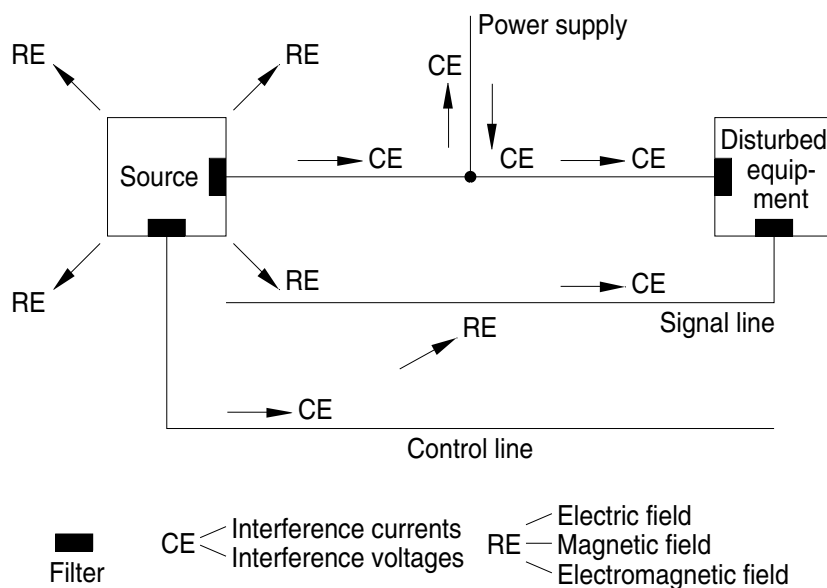 Power supply
RE
RE
CE
Source
CE
CE
CE
Disturbed
equip-
ment
RE
RE
CE
Signal line
RE
CE
Control line
Filter
CE
Interference currents
Interference voltages
RE
Electric field
Magnetic field
Electromagnetic field